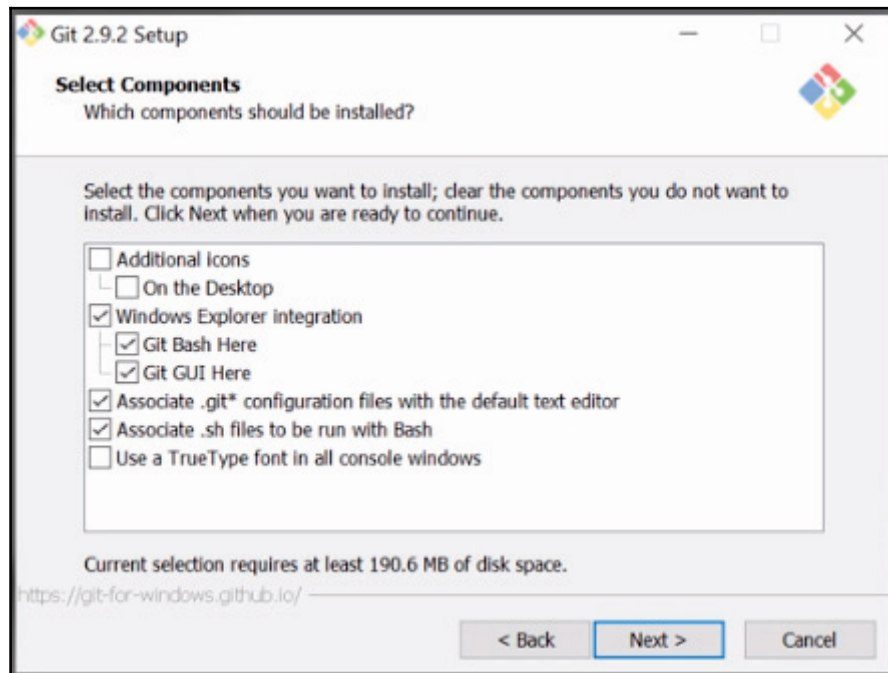 Git 2.9.2 Setup
Select Components
Which components should be installed?
Select the components you want to install; clear the components you do not want to
install. Click Next when you are ready to continue.
Additional icons
On the Desktop
Windows Explorer integration
Git Bash Here
Git GUI Here
Associate .git* configuration files with the default text editor
Associate .sh files to be run with Bash
Use a TrueType font in all console windows
Current selection requires at least 190.6 MB of disk space.
https://git-for-windows.github.io/
< Back Next > Cancel